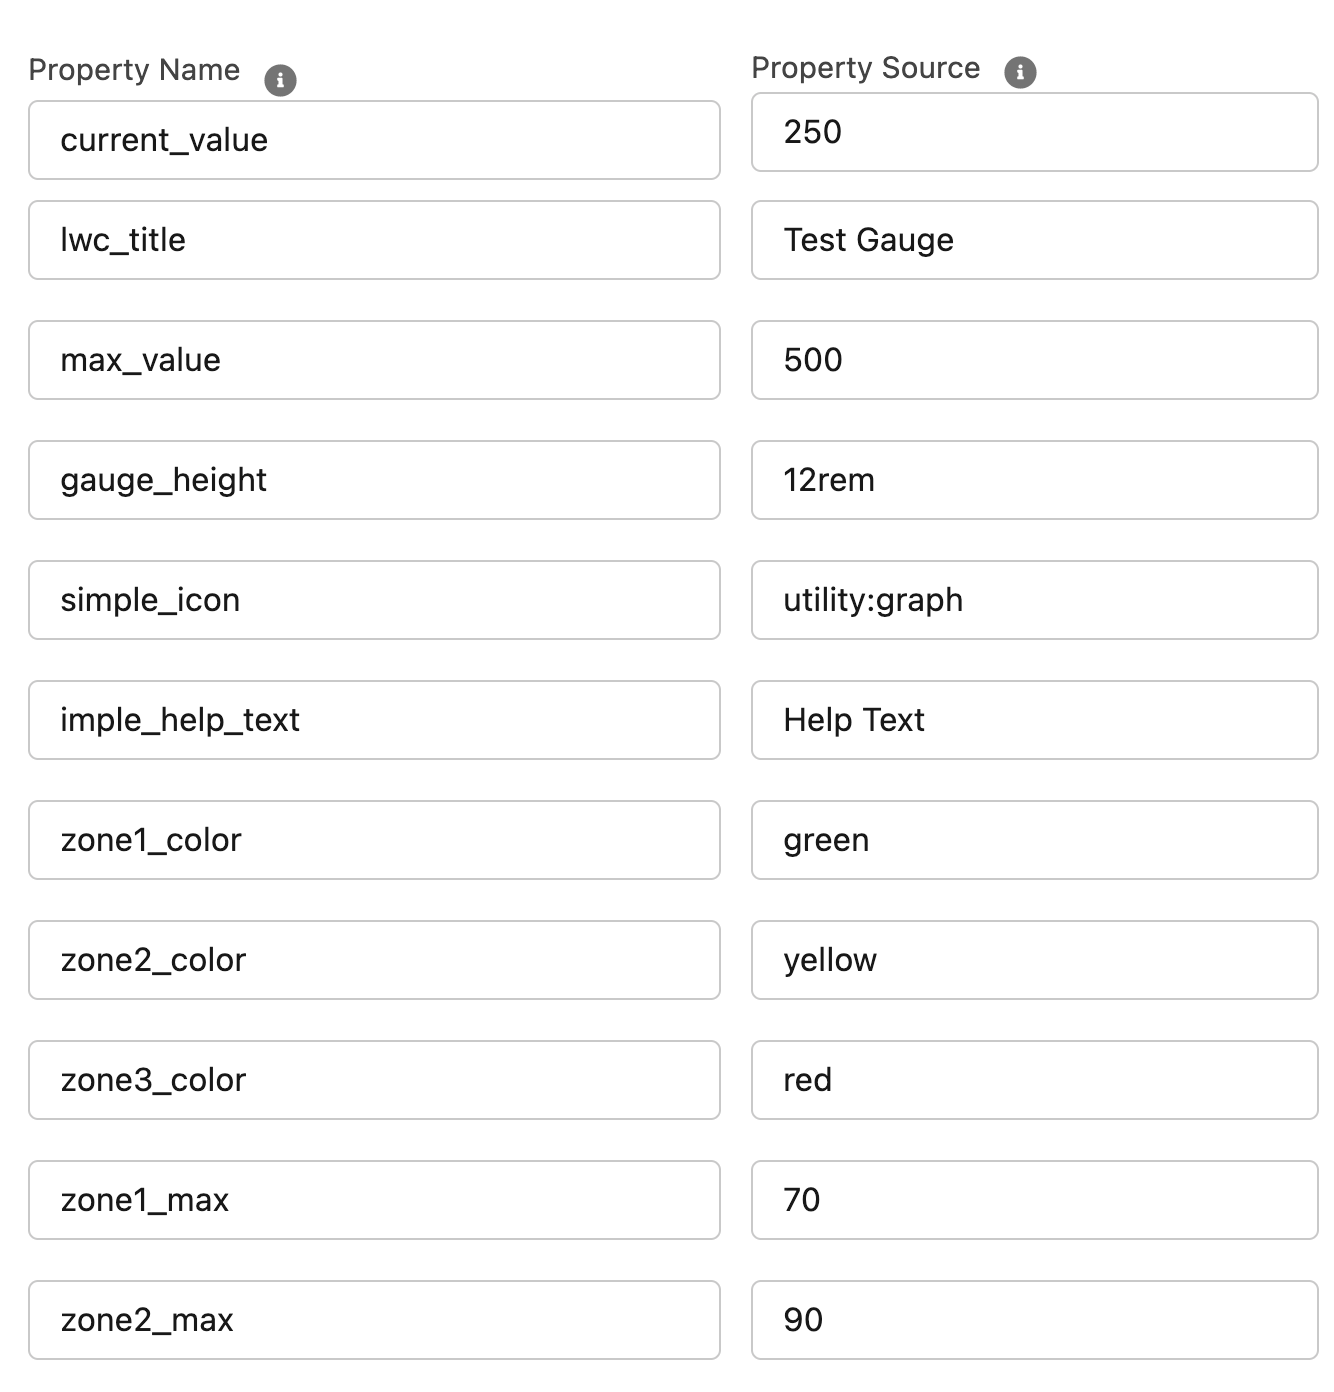 Property Name
Property Source
current_value
250
lwc_title
Test Gauge
max_value
500
gauge_height
12rem
simple_icon
utility:graph
imple_help_text
Help Text
zone1_color
green
zone2_color
yellow
zone3_color
red
zone1_max
70
zone2_max
90